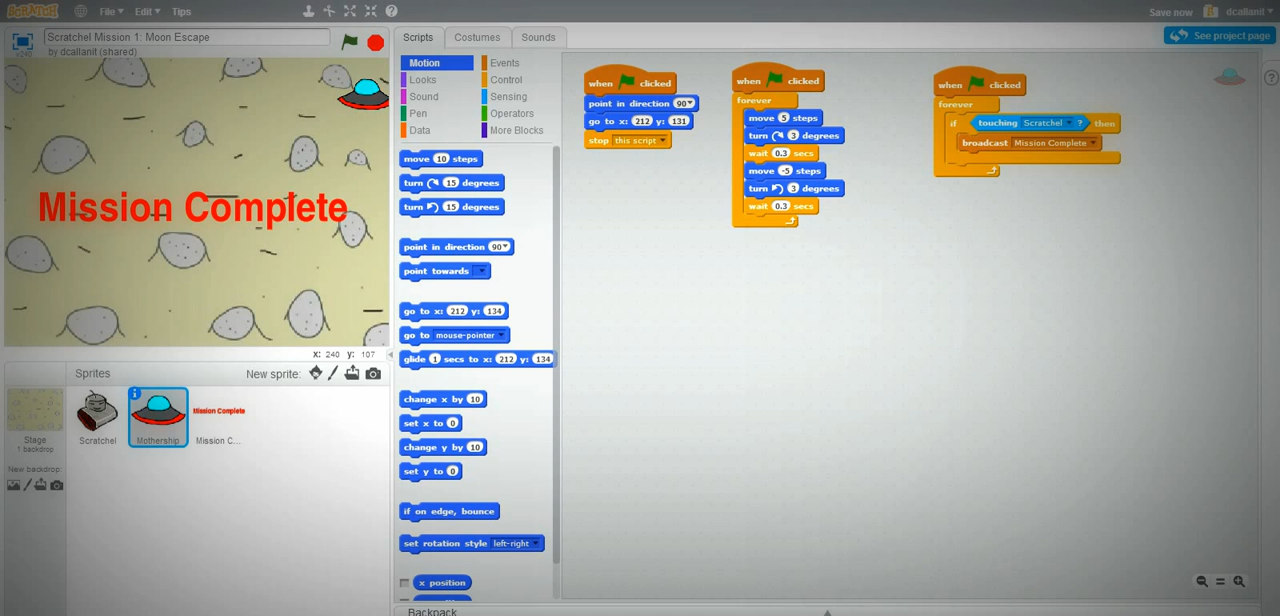 SCRATCH
File▼ Edit▼ Tips
Save now
dcallanit▼
Scratchel Mission 1: Moon Escape
by dcallanit (shared)
Scripts
Costumes
Sounds
See project page
Mission Complete
x: 240 y: 107
Sprites
New sprite:
Stage
1 backdrop
New backdrop:
Scratchel
Mothership
Mission Complete
Mission C...
Motion
Looks
Sound
Pen
Data
Events
Control
Sensing
Operators
More Blocks
move 10 steps
turn 15 degrees
turn 15 degrees
point in direction 90▼
point towards
go to x: 212 y: 134
go to mouse-pointer
glide 1 secs to x: 212 y: 134
change x by 10
set x to 0
change y by 10
set y to 0
if on edge, bounce
set rotation style left-right
x position
when clicked
point in direction 90▼
go to x: 212 y: 131
stop this script
when clicked
forever
move 5 steps
turn 3 degrees
wait 0.3 secs
move -5 steps
turn 3 degrees
wait 0.3 secs
when clicked
forever
if touching Scratchel ? then
broadcast Mission Complete
Backpack